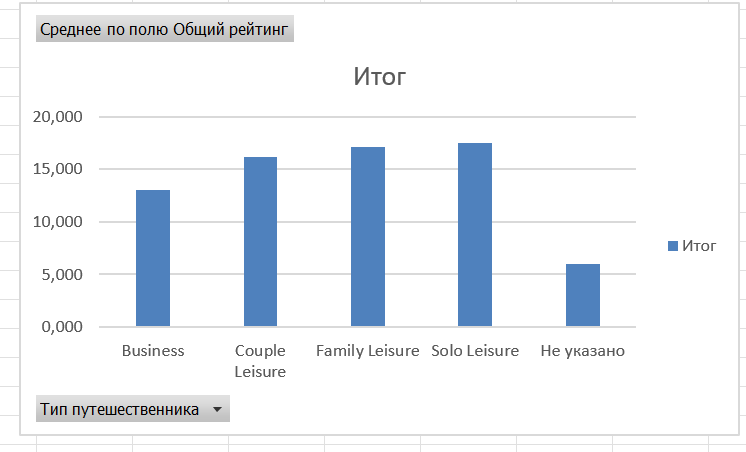 Среднее по полю Общий рейтинг
Итог
20,000
15,000
10,000
5,000
0,000
Business
Couple
Leisure
Family Leisure
Solo Leisure
Не указано
Итог
Тип путешественника